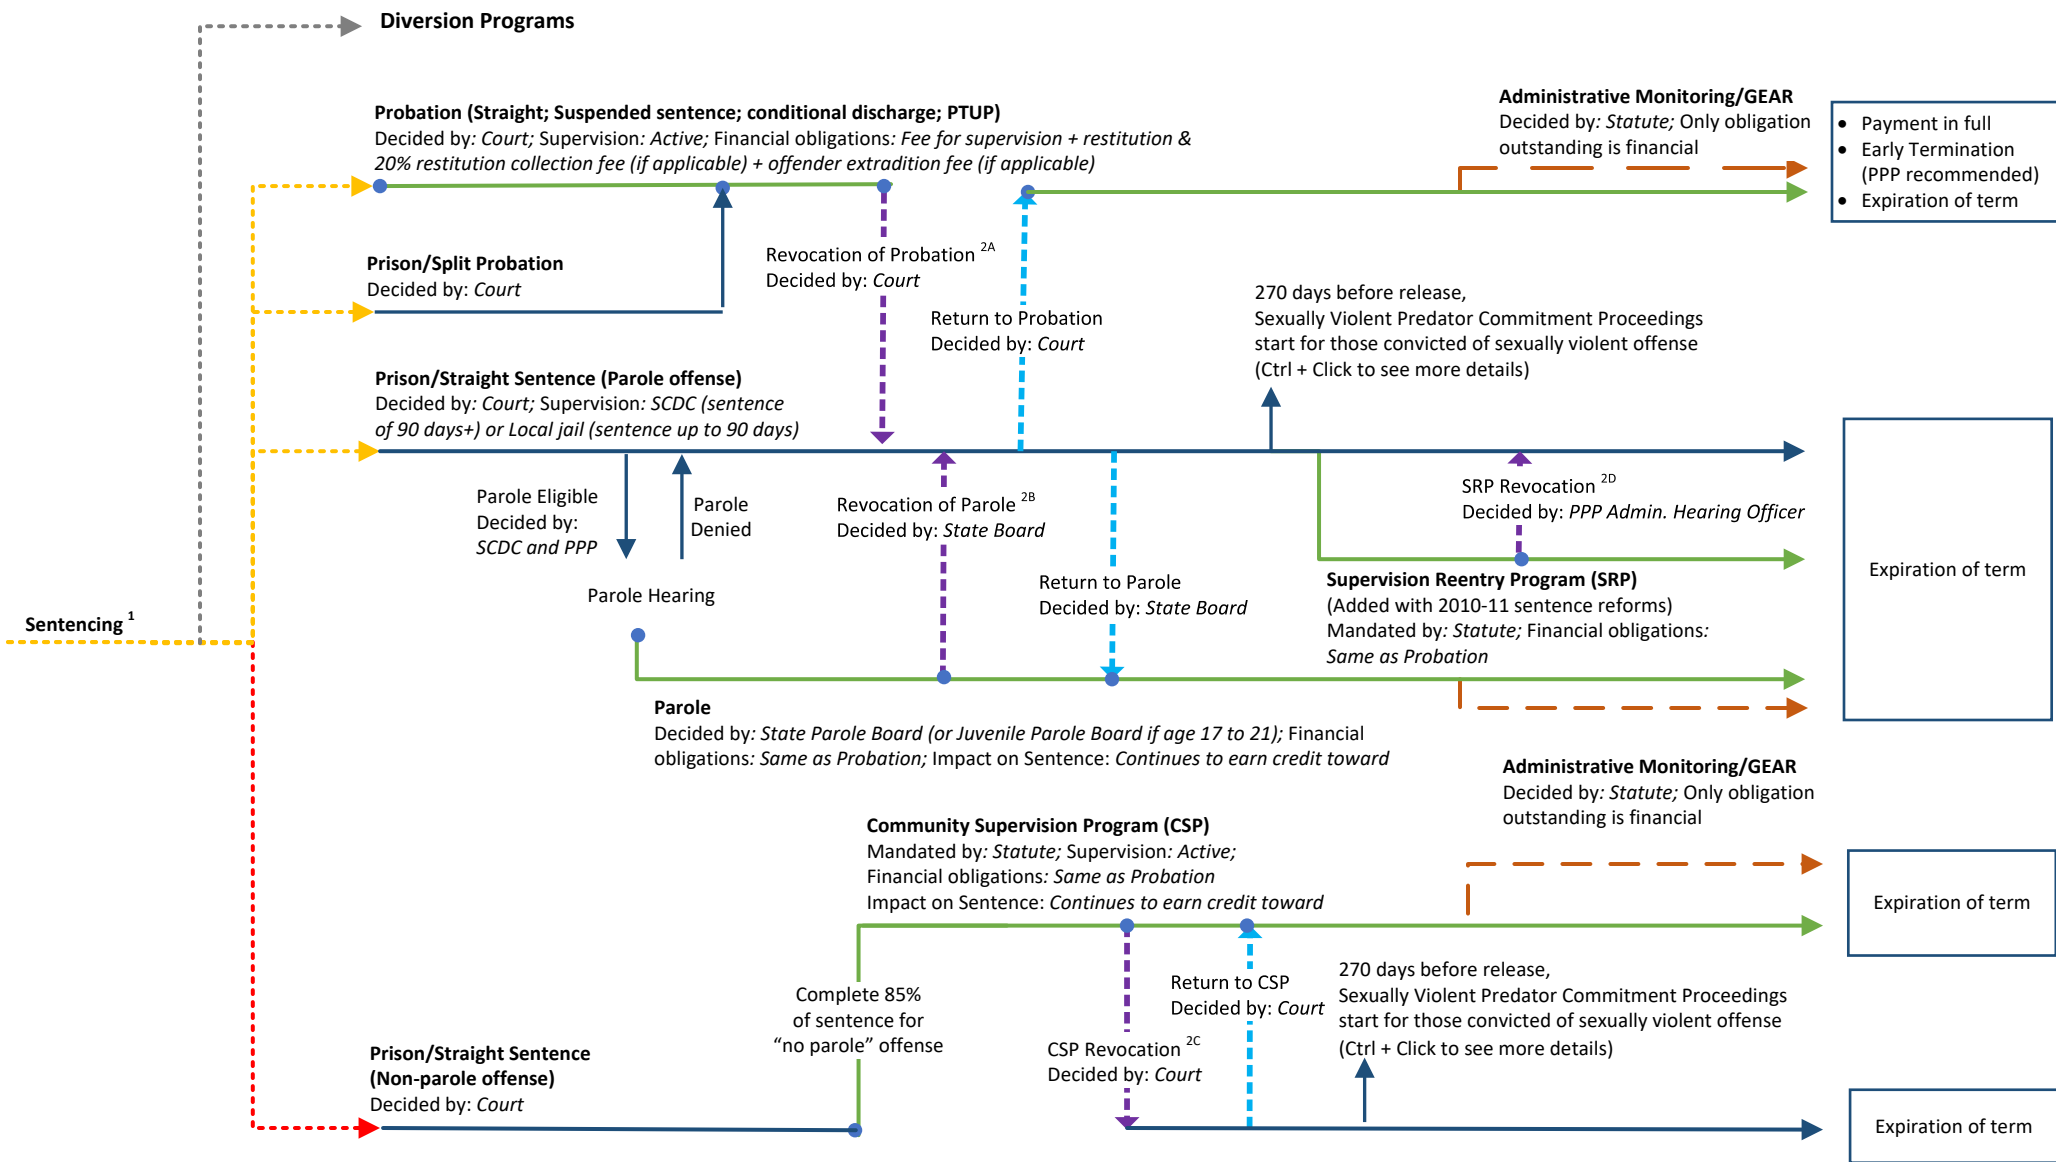 Diversion Programs
Probation (Straight; Suspended sentence; conditional discharge; PTUP)
Decided by: Court; Supervision: Active; Financial obligations: Fee for supervision + restitution &
20% restitution collection fee (if applicable) + offender extradition fee (if applicable)
Administrative Monitoring/GEAR
Decided by: Statute; Only obligation
outstanding is financial
• Payment in full
• Early Termination
(PPP recommended)
• Expiration of term
Prison/Split Probation
Decided by: Court
Revocation of Probation 2A
Decided by: Court
Return to Probation
Decided by: Court
270 days before release,
Sexually Violent Predator Commitment Proceedings
start for those convicted of sexually violent offense
(Ctrl + Click to see more details)
Prison/Straight Sentence (Parole offense)
Decided by: Court; Supervision: SCDC (sentence
of 90 days+) or Local jail (sentence up to 90 days)
Parole Eligible
Decided by:
SCDC and PPP
Parole
Denied
Revocation of Parole 2B
Decided by: State Board
SRP Revocation 2D
Decided by: PPP Admin. Hearing Officer
Expiration of term
Parole Hearing
Return to Parole
Decided by: State Board
Supervision Reentry Program (SRP)
(Added with 2010-11 sentence reforms)
Mandated by: Statute; Financial obligations:
Same as Probation
Sentencing 1
Parole
Decided by: State Parole Board (or Juvenile Parole Board if age 17 to 21); Financial
obligations: Same as Probation; Impact on Sentence: Continues to earn credit toward
Administrative Monitoring/GEAR
Decided by: Statute; Only obligation
outstanding is financial
Community Supervision Program (CSP)
Mandated by: Statute; Supervision: Active;
Financial obligations: Same as Probation
Impact on Sentence: Continues to earn credit toward
Expiration of term
Complete 85%
of sentence for
“no parole” offense
Return to CSP
Decided by: Court
270 days before release,
Sexually Violent Predator Commitment Proceedings
start for those convicted of sexually violent offense
(Ctrl + Click to see more details)
CSP Revocation 2C
Decided by: Court
Prison/Straight Sentence
(Non-parole offense)
Decided by: Court
Expiration of term